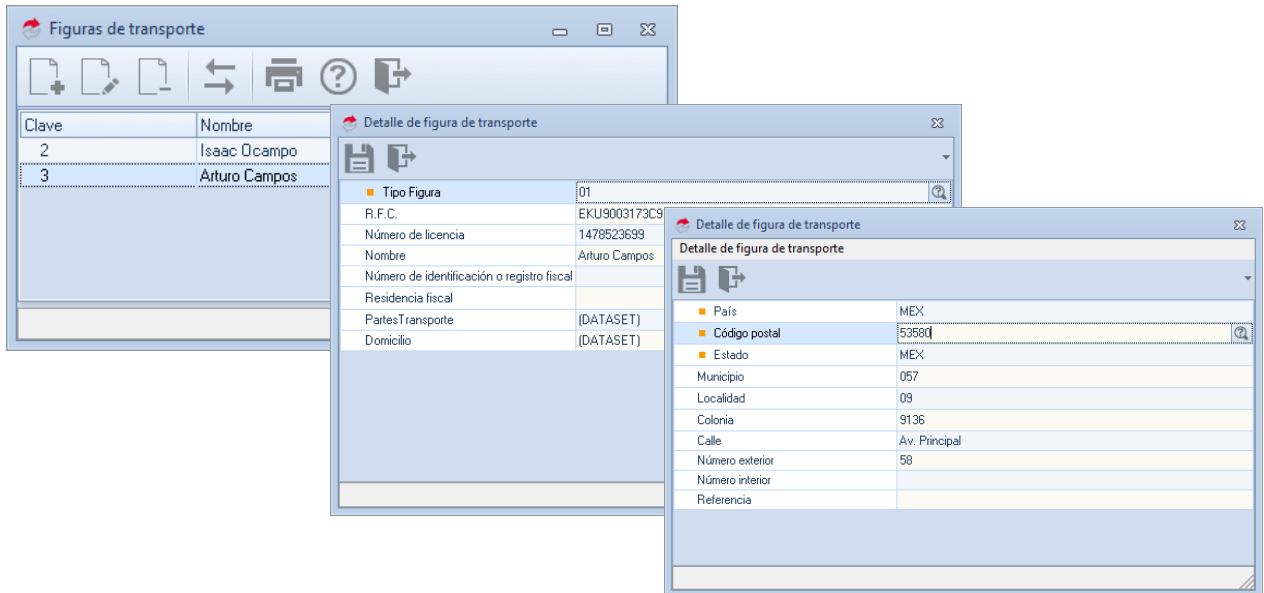 Figuras de transporte
Clave Nombre
2 Isaac Ocampo
3 Arturo Campos
Detalle de figura de transporte
Tipo Figura 01
R.F.C. EKU9003173C9
Número de licencia 1478523699
Nombre Arturo Campos
Número de identificación o registro fiscal
Residencia fiscal
PartesTransporte (DATASET)
Domicilio (DATASET)
Detalle de figura de transporte
Detalle de figura de transporte
País MEX
Código postal 53580
Estado MEX
Municipio 057
Localidad 09
Colonia 9136
Calle Av. Principal
Número exterior 58
Número interior
Referencia